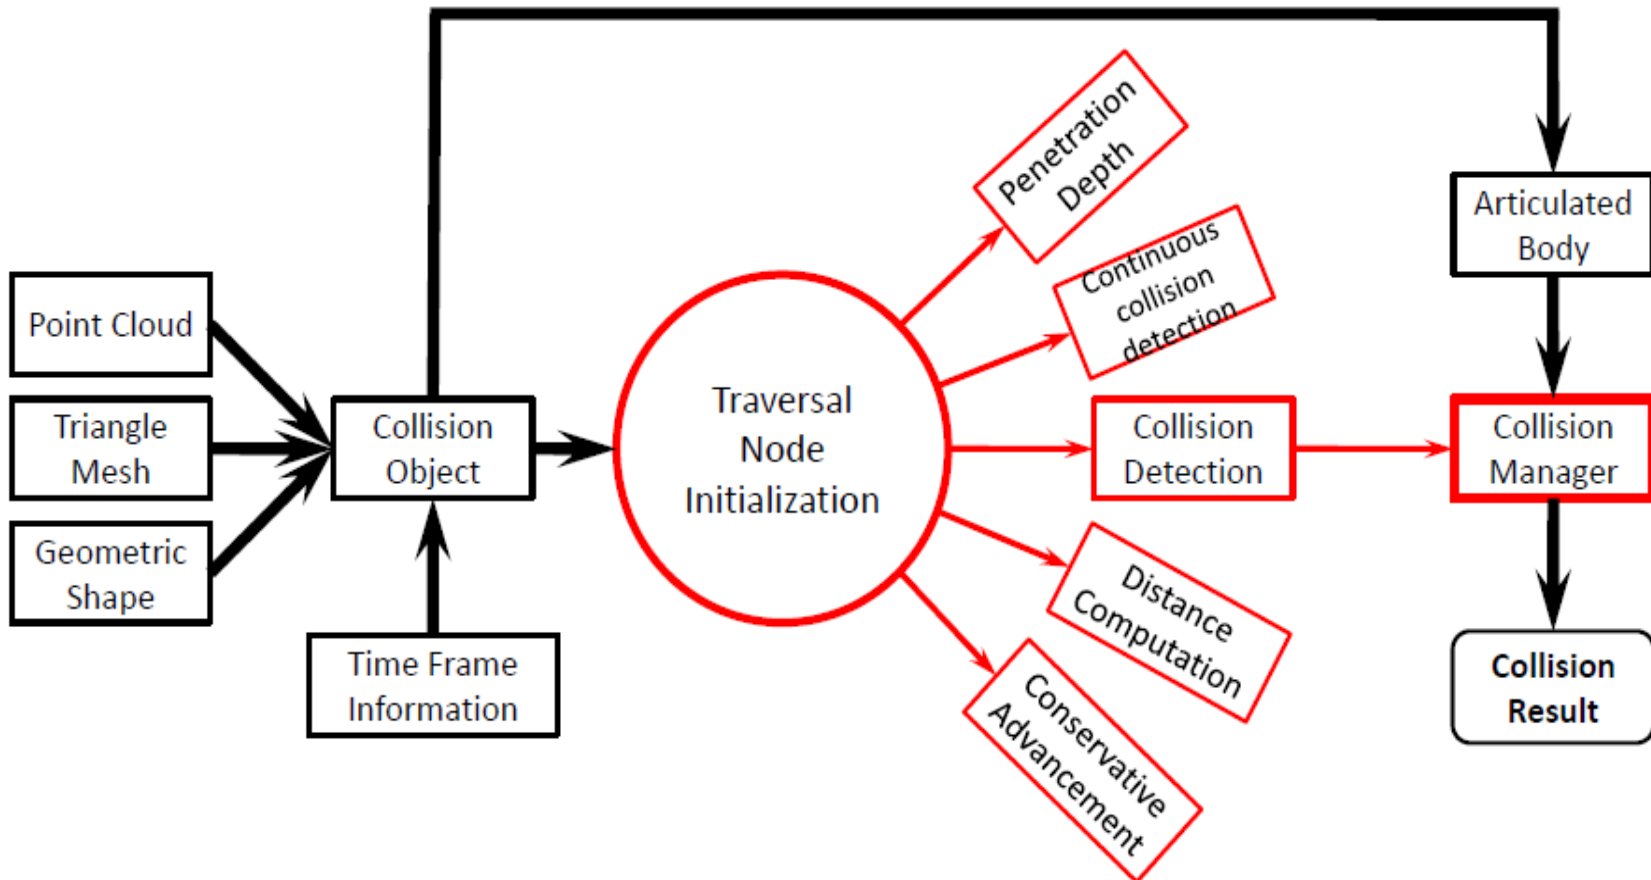 Point Cloud
Triangle
Mesh
Geometric
Shape
Time Frame
Information
Collision
Object
Traversal
Node
Initialization
Penetration
Depth
Continuous
collision
detection
Collision
Detection
Distance
Computation
Conservative
Advancement
Articulated
Body
Collision
Manager
Collision
Result